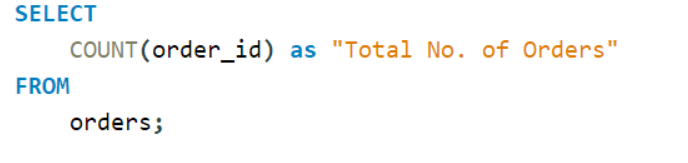 SELECT
COUNT(order_id) as "Total No. of Orders"
FROM
orders;